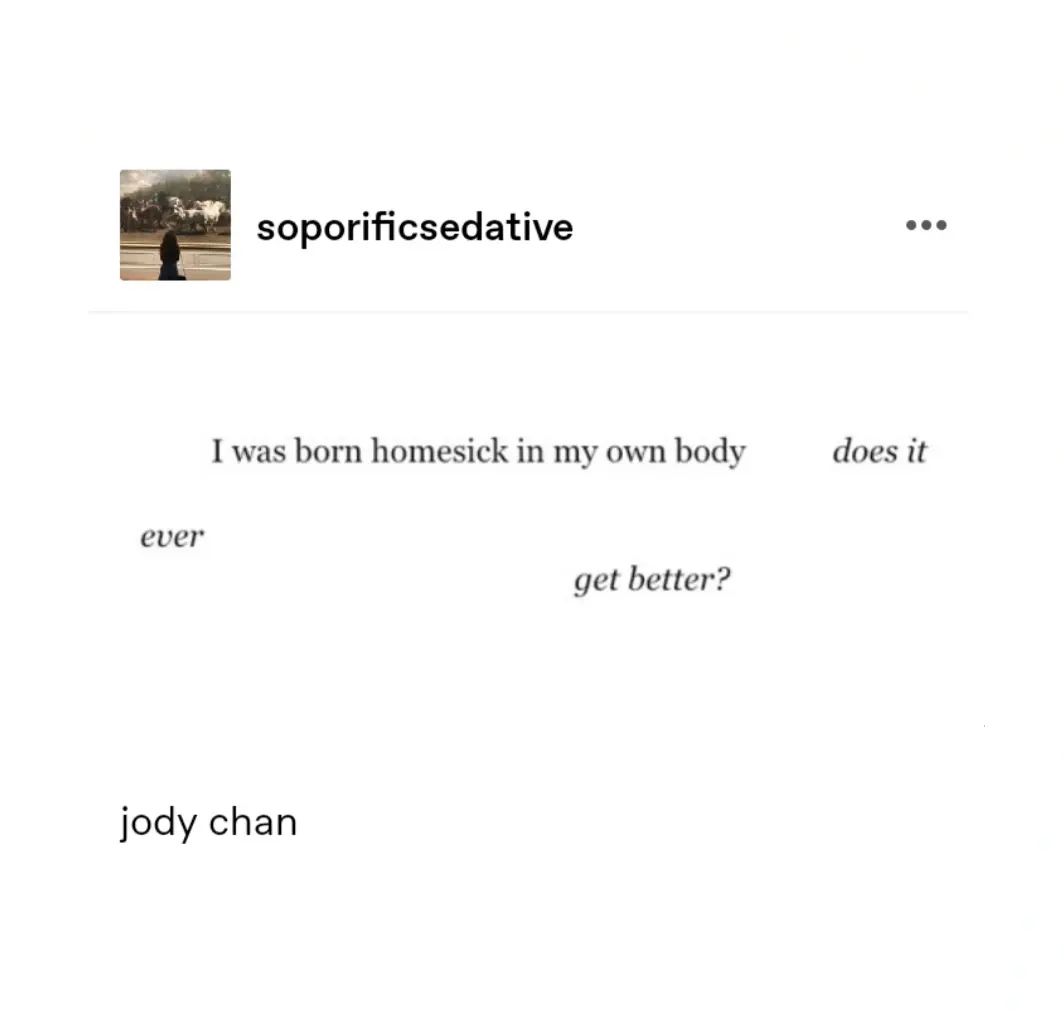 soporificsedative
I was born homesick in my own body does it
ever
get better?
jody chan